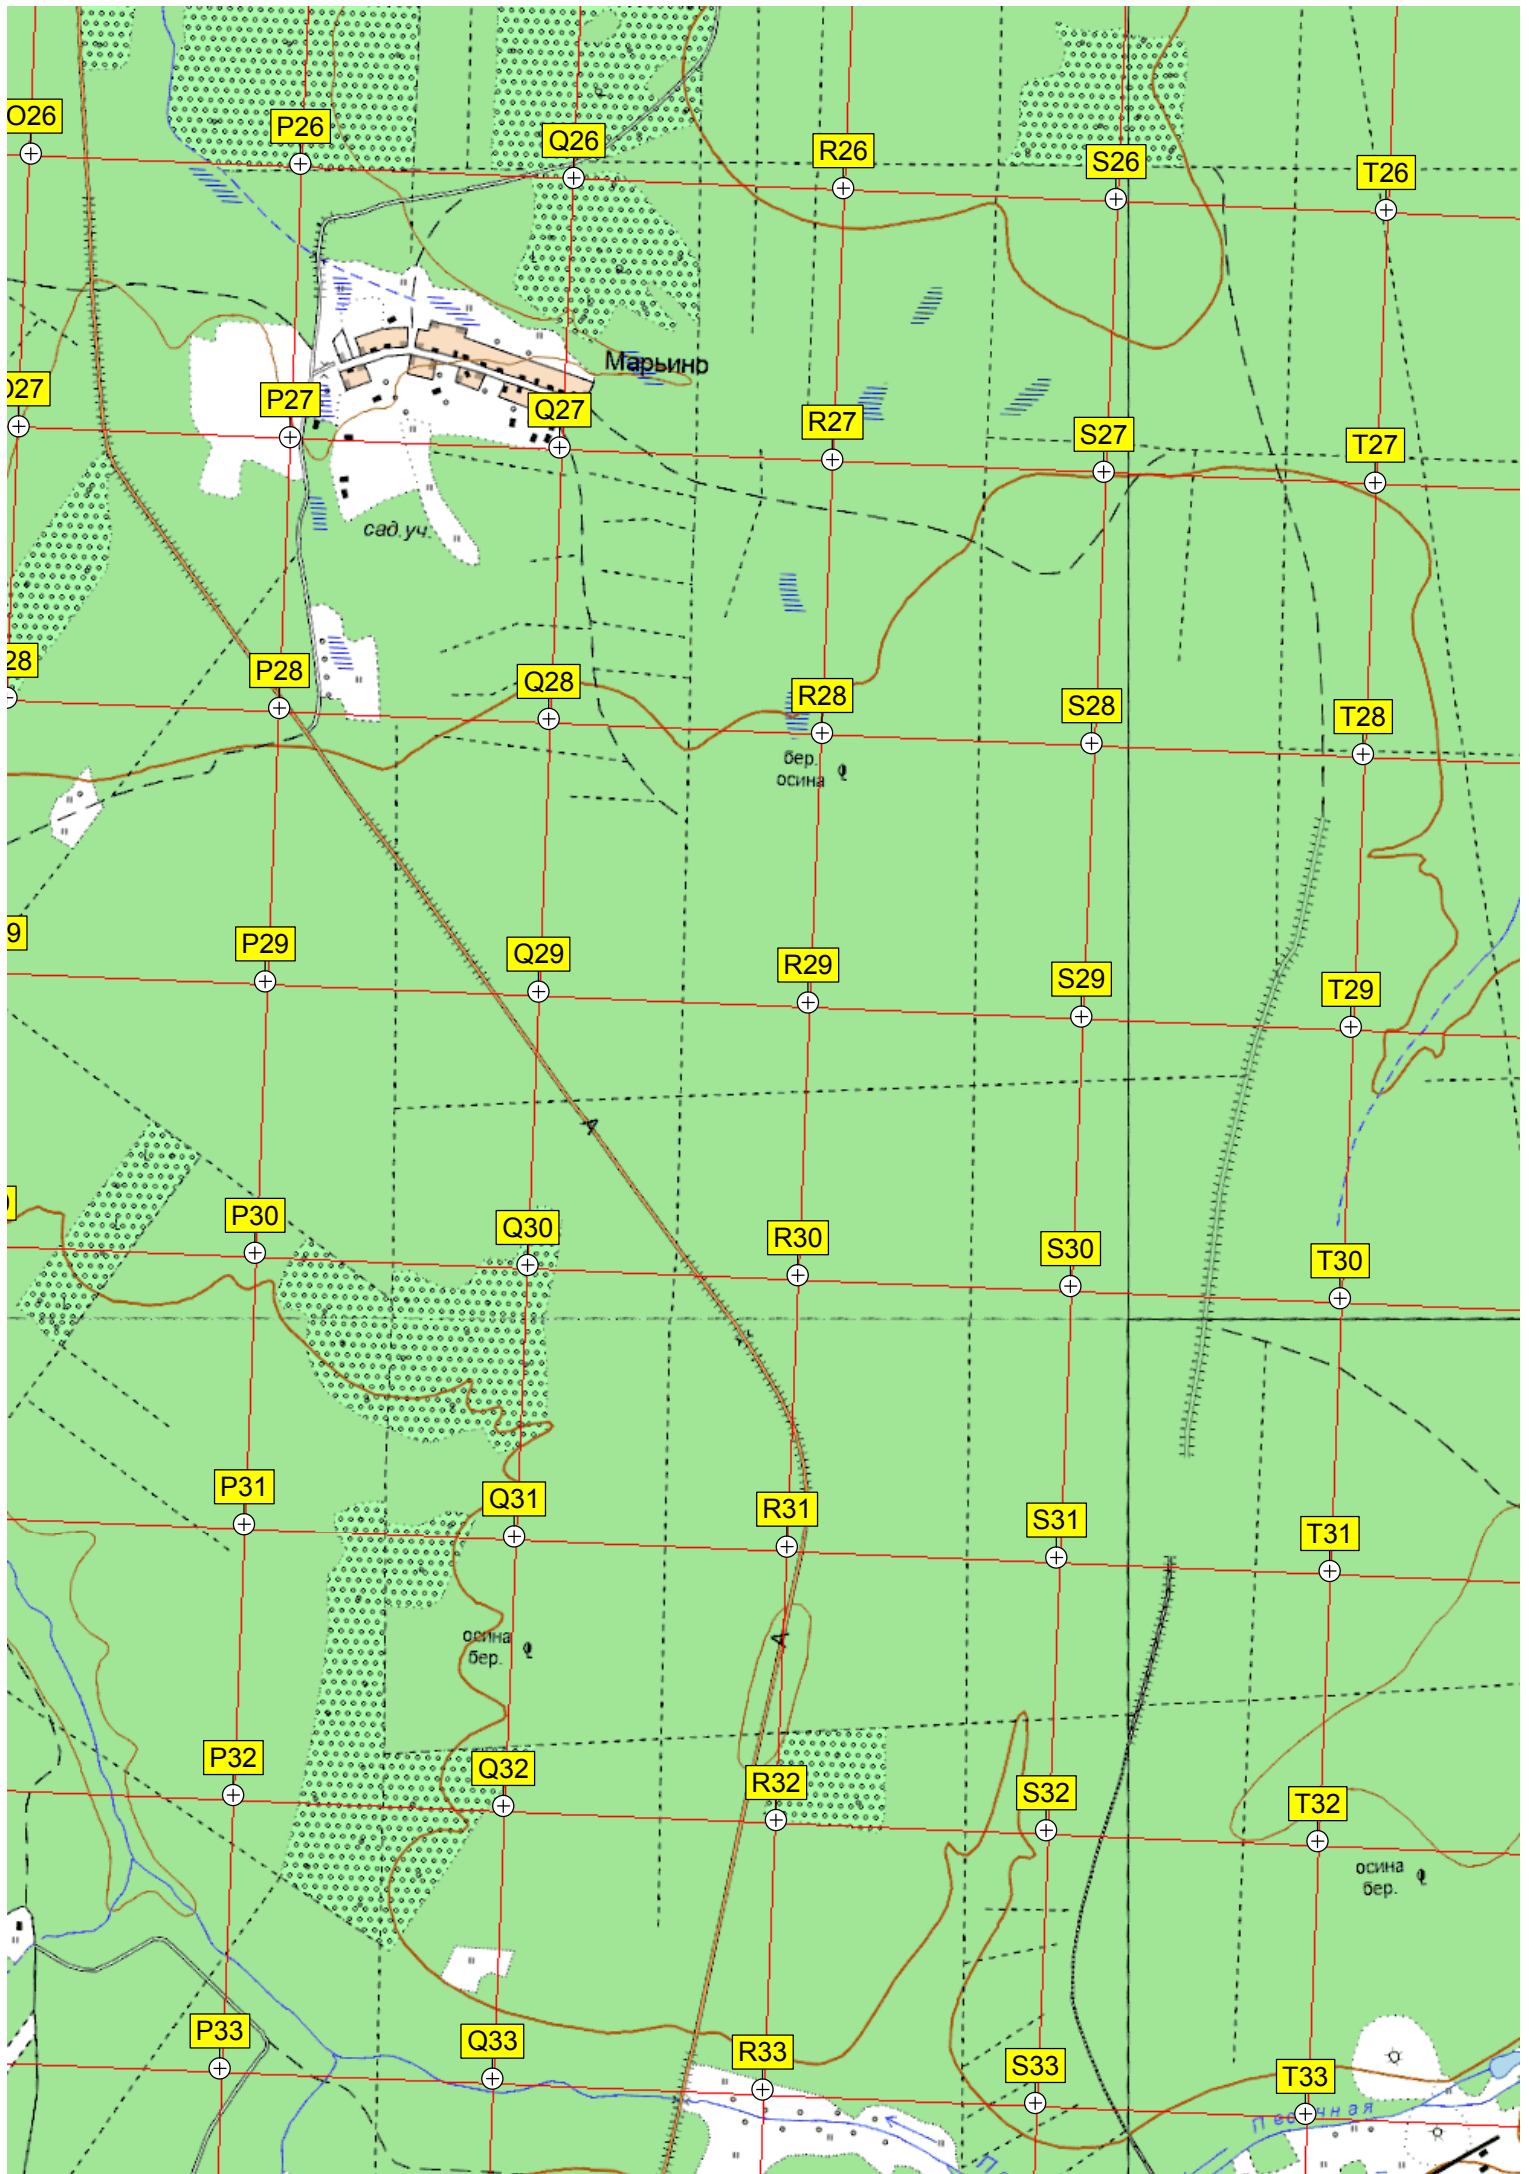 O26
P26
Q26
R26
S26
T26
Марьино
27
P27
Q27
R27
S27
T27
сад.уч.
28
P28
Q28
R28
S28
T28
бер.
осина
9
P29
Q29
R29
S29
T29
А
P30
Q30
R30
S30
T30
P31
Q31
R31
S31
T31
осина
бер.
А
P32
Q32
R32
S32
T32
осина
бер.
P33
Q33
R33
S33
T33
Песочная